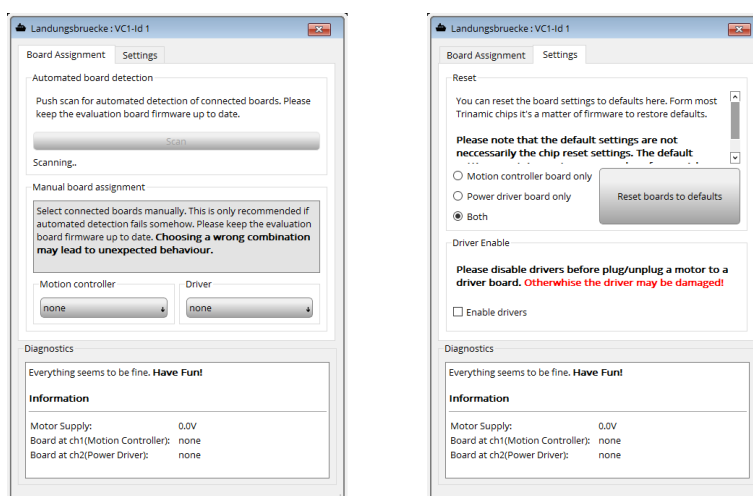 Landungsbruecke : VC1-Id 1
Board Assignment Settings
Automated board detection
Push scan for automated detection of connected boards. Please
keep the evaluation board firmware up to date.
Scan
Scanning..
Manual board assignment
Select connected boards manually. This is only recommended if
automated detection fails somehow. Please keep the evaluation
board firmware up to date. Choosing a wrong combination
may lead to unexpected behaviour.
Motion controller Driver
none none
Diagnostics
Everything seems to be fine. Have Fun!
Information
Motor Supply: 0.0V
Board at ch1(Motion Controller): none
Board at ch2(Power Driver): none
Landungsbruecke : VC1-Id 1
Board Assignment Settings
Reset
You can reset the board settings to defaults here. Form most
Trinamic chips it's a matter of firmware to restore defaults.
Please note that the default settings are not
neccessarily the chip reset settings. The default
Motion controller board only
Power driver board only
Both
Reset boards to defaults
Driver Enable
Please disable drivers before plug/unplug a motor to a
driver board. Otherwhise the driver may be damaged!
Enable drivers
Diagnostics
Everything seems to be fine. Have Fun!
Information
Motor Supply: 0.0V
Board at ch1(Motion Controller): none
Board at ch2(Power Driver): none